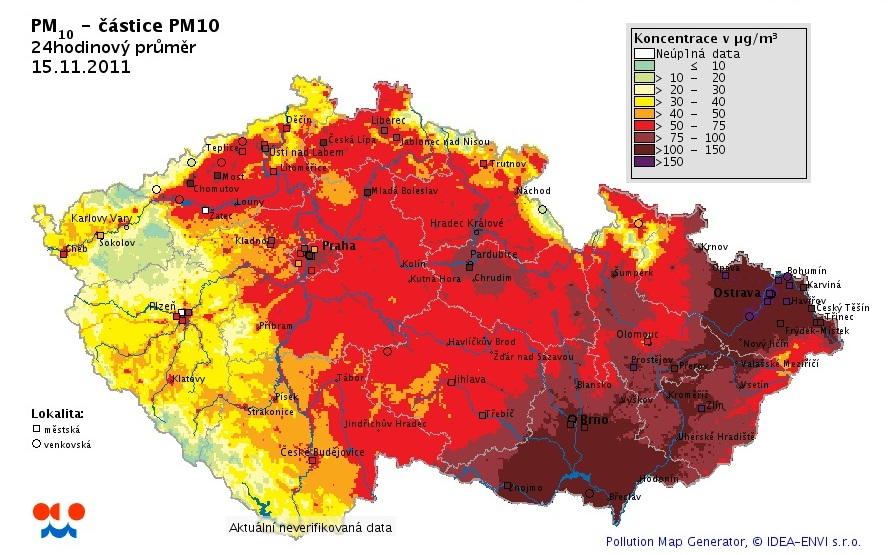 PM10 – částice PM10
24hodinový průměr
15.11.2011
Koncentrace v µg/m³
Neúplná data
≤ 10
> 10 – 20
> 20 – 30
> 30 – 40
> 40 – 50
> 50 – 75
> 75 – 100
>100 – 150
>150
Děčín
Liberec
Teplice
Ústí nad Labem
Česká Lípa
Jablonec nad Nisou
Most
Litoměřice
Trutnov
Chomutov
Mladá Boleslav
Náchod
Louny
Žatec
Karlovy Vary
Hradec Králové
Sokolov
Cheb
Kladno
Praha
Pardubice
Krnov
Kolín
Opava
Bohumín
Kutná Hora
Chrudim
Šumperk
Karviná
Ostrava
Havířov
Plzeň
Český Těšín
Třinec
Příbram
Frýdek-Místek
Olomouc
Havlíčkův Brod
Nový Jičín
Žďár nad Sázavou
Prostějov
Přerov
Valašské Meziříčí
Klatovy
Tábor
Jihlava
Blansko
Vsetín
Písek
Vyškov
Kroměříž
Strakonice
Třebíč
Zlín
Jindřichův Hradec
Brno
Uherské Hradiště
České Budějovice
Hodonín
Znojmo
Břeclav
Lokalita:
městská
venkovská
Aktuální neverifikovaná data
Pollution Map Generator, © IDEA-ENVI s.r.o.